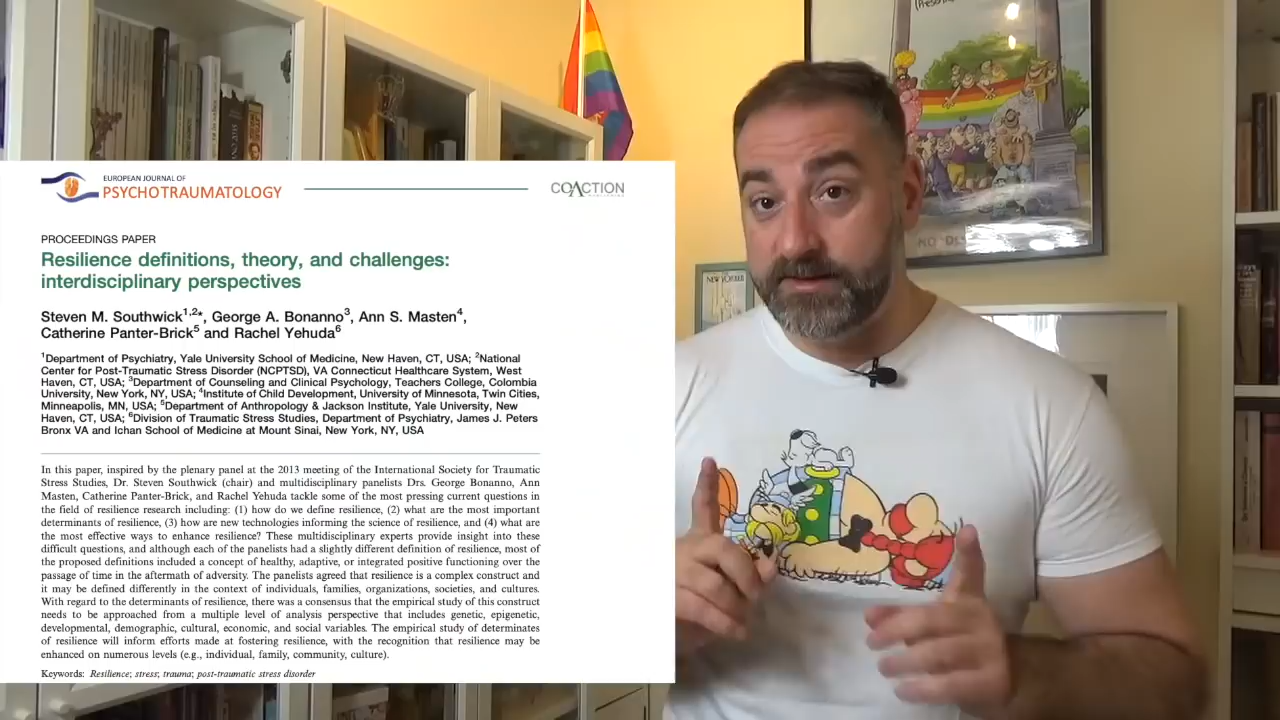 (Prese
EUROPEAN JOURNAL OF
PSYCHOTRAUMATOLOGY
COACTION
PROCEEDINGS PAPER
Resilience definitions, theory, and challenges:
interdisciplinary perspectives
Steven M. Southwick1,2*, George A. Bonanno3, Ann S. Masten4,
Catherine Panter-Brick5 and Rachel Yehuda6
1Department of Psychiatry, Yale University School of Medicine, New Haven, CT, USA; 2National
Center for Post-Traumatic Stress Disorder (NCPTSD), VA Connecticut Healthcare System, West
Haven, CT, USA; 3Department of Counseling and Clinical Psychology, Teachers College, Colombia
University, New York, NY, USA; 4Institute of Child Development, University of Minnesota, Twin Cities,
Minneapolis, MN, USA; 5Department of Anthropology & Jackson Institute, Yale University, New
Haven, CT, USA; 6Division of Traumatic Stress Studies, Department of Psychiatry, James J. Peters
Bronx VA and Ichan School of Medicine at Mount Sinai, New York, NY, USA
In this paper, inspired by the plenary panel at the 2013 meeting of the International Society for Traumatic
Stress Studies, Dr. Steven Southwick (chair) and multidisciplinary panelists Drs. George Bonanno, Ann
Masten, Catherine Panter-Brick, and Rachel Yehuda tackle some of the most pressing current questions in
the field of resilience research including: (1) how do we define resilience, (2) what are the most important
determinants of resilience, (3) how are new technologies informing the science of resilience, and (4) what are
the most effective ways to enhance resilience? These multidisciplinary experts provide insight into these
difficult questions, and although each of the panelists had a slightly different definition of resilience, most of
the proposed definitions included a concept of healthy, adaptive, or integrated positive functioning over the
passage of time in the aftermath of adversity. The panelists agreed that resilience is a complex construct and
it may be defined differently in the context of individuals, families, organizations, societies, and cultures.
With regard to the determinants of resilience, there was a consensus that the empirical study of this construct
needs to be approached from a multiple level of analysis perspective that includes genetic, epigenetic,
developmental, demographic, cultural, economic, and social variables. The empirical study of determinates
of resilience will inform efforts made at fostering resilience, with the recognition that resilience may be
enhanced on numerous levels (e.g., individual, family, community, culture).
Keywords: Resilience; stress; trauma; post-traumatic stress disorder
NEW YORKER